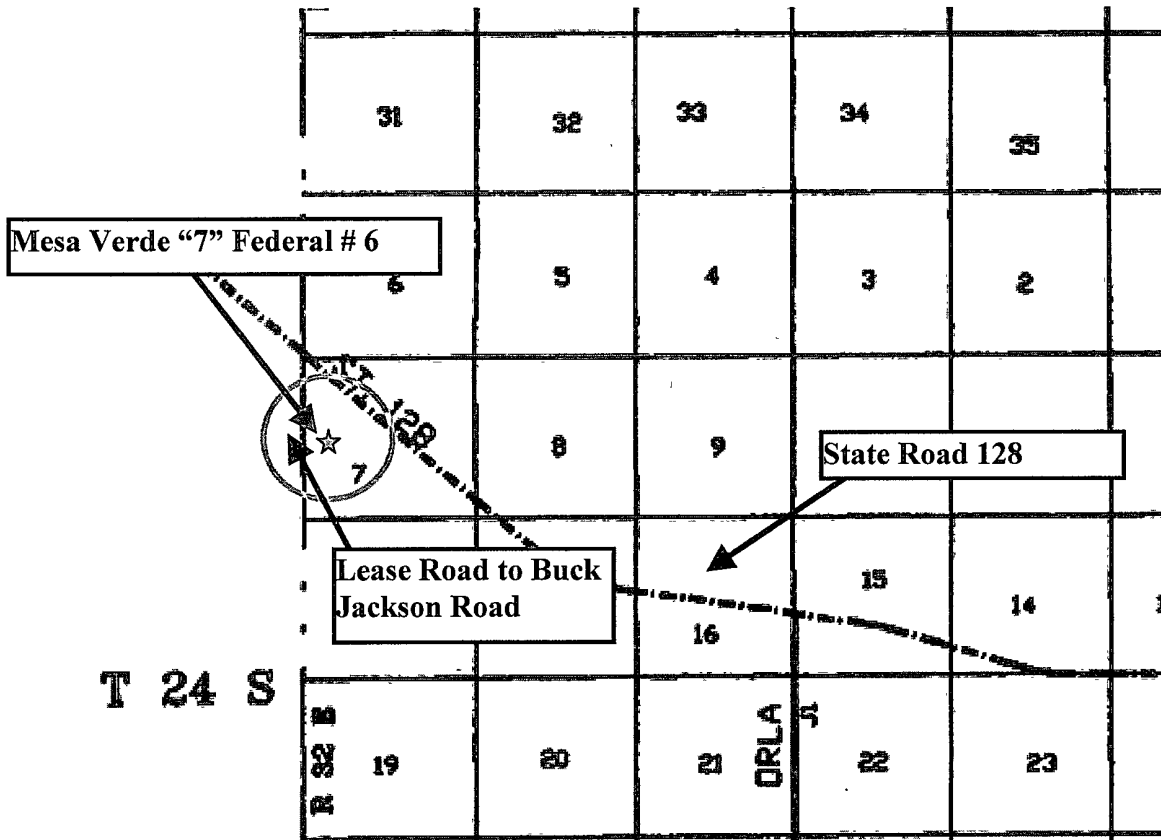 31 32 33 34 35
Mesa Verde “7” Federal # 6
6 5 4 3 2
128
7 8 9
State Road 128
Lease Road to Buck
Jackson Road
15 14
16
T 24 S
R 32 E
19 20 21 22 23
ORLA